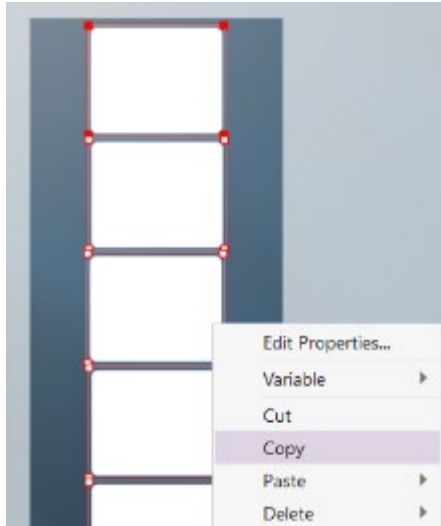 Edit Properties...
Variable
Cut
Copy
Paste
Delete